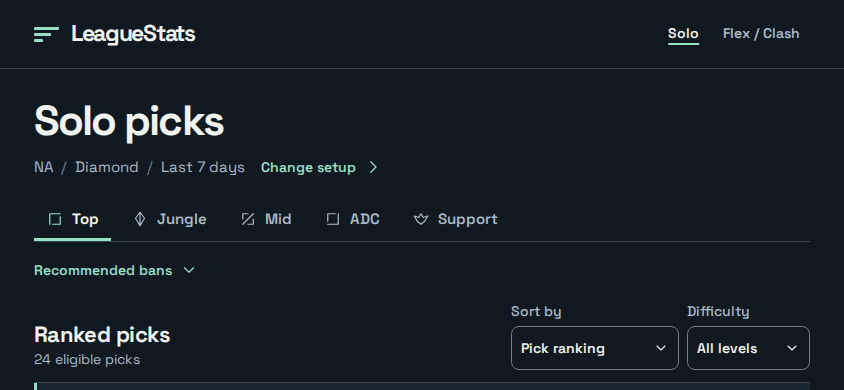 LeagueStats
Solo
Flex / Clash
Solo picks
NA / Diamond / Last 7 days
Change setup
Top
Jungle
Mid
ADC
Support
Recommended bans
Sort by
Difficulty
Ranked picks
Pick ranking
All levels
24 eligible picks